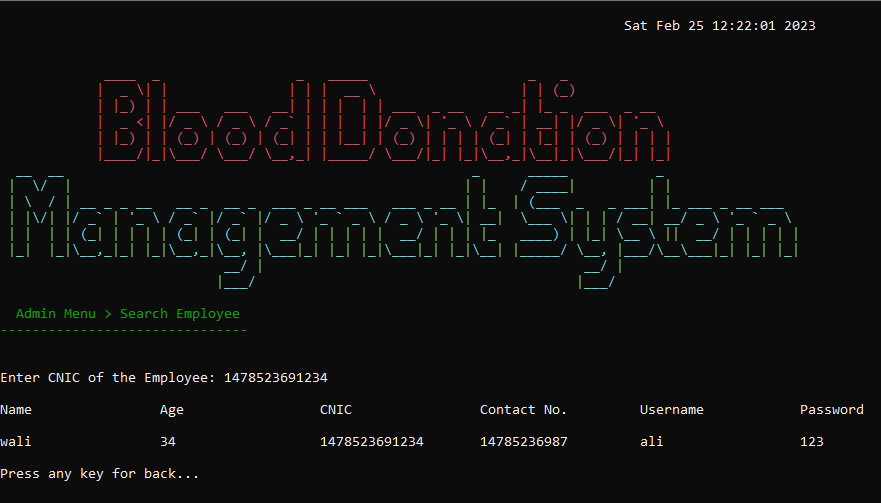 Sat Feb 25 12:22:01 2023
Blood Donation
Management System
Admin Menu > Search Employee
------------------------------
Enter CNIC of the Employee: 1478523691234
Name Age CNIC Contact No. Username Password
wali 34 1478523691234 14785236987 ali 123
Press any key for back...